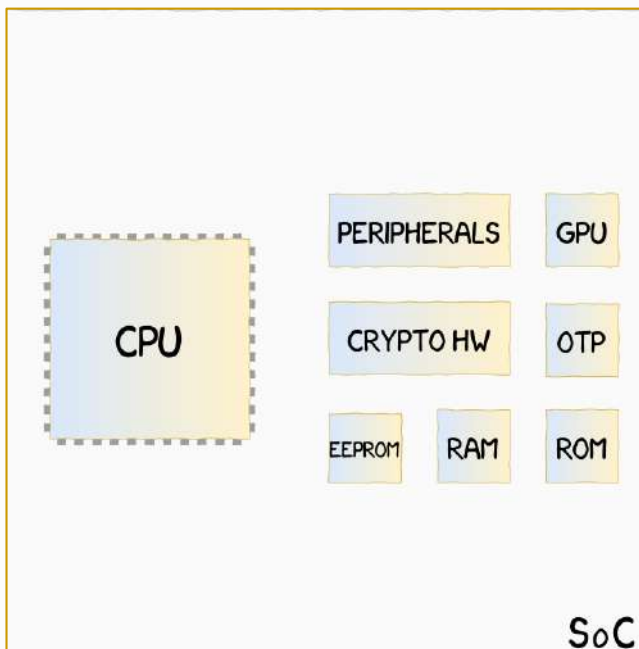 PERIPHERALS
GPU
CPU
CRYPTO HW
OTP
EEPROM
RAM
ROM
SoC